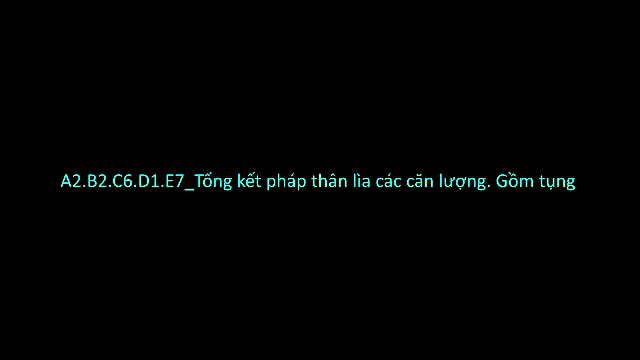 A2.B2.C6.D1.E7_Tổng kết pháp thân lìa các căn lượng. Gồm tụng